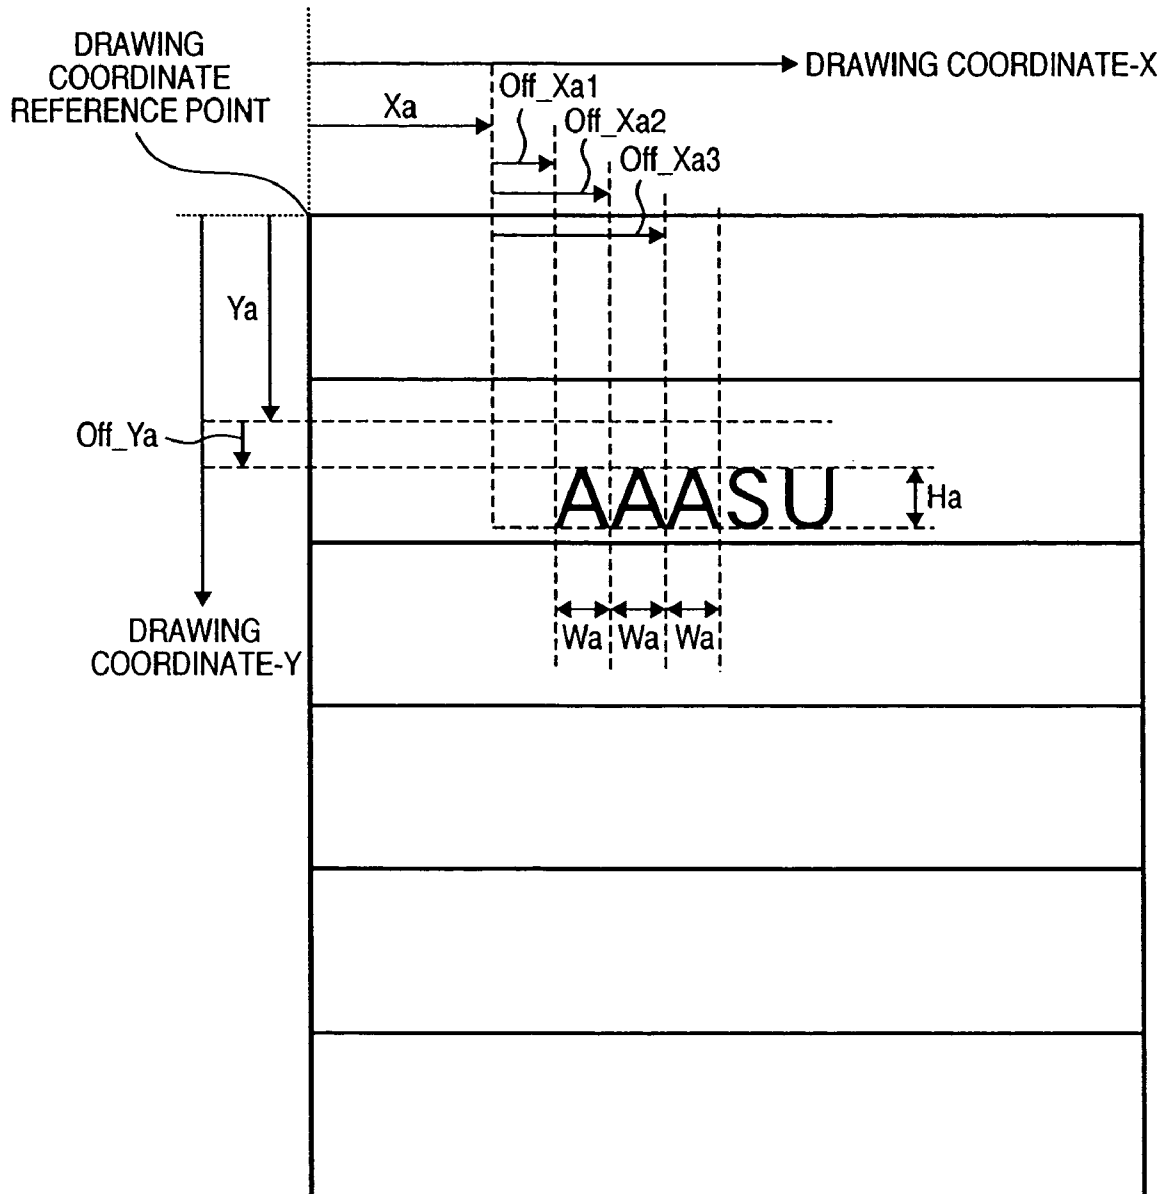 DRAWING
COORDINATE
REFERENCE POINT
DRAWING COORDINATE-X
Xa
Off_Xa1
Off_Xa2
Off_Xa3
Ya
Off_Ya
AAASU
Ha
Wa Wa Wa
DRAWING
COORDINATE-Y